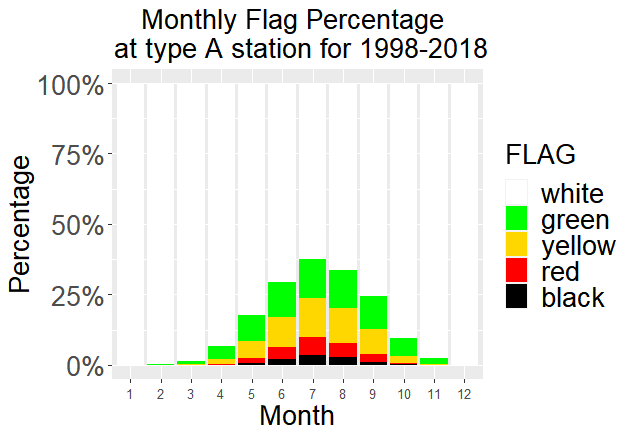 Monthly Flag Percentage
at type A station for 1998-2018
Percentage
100%
75%
50%
25%
0%
1 2 3 4 5 6 7 8 9 10 11 12
Month
FLAG
white
green
yellow
red
black